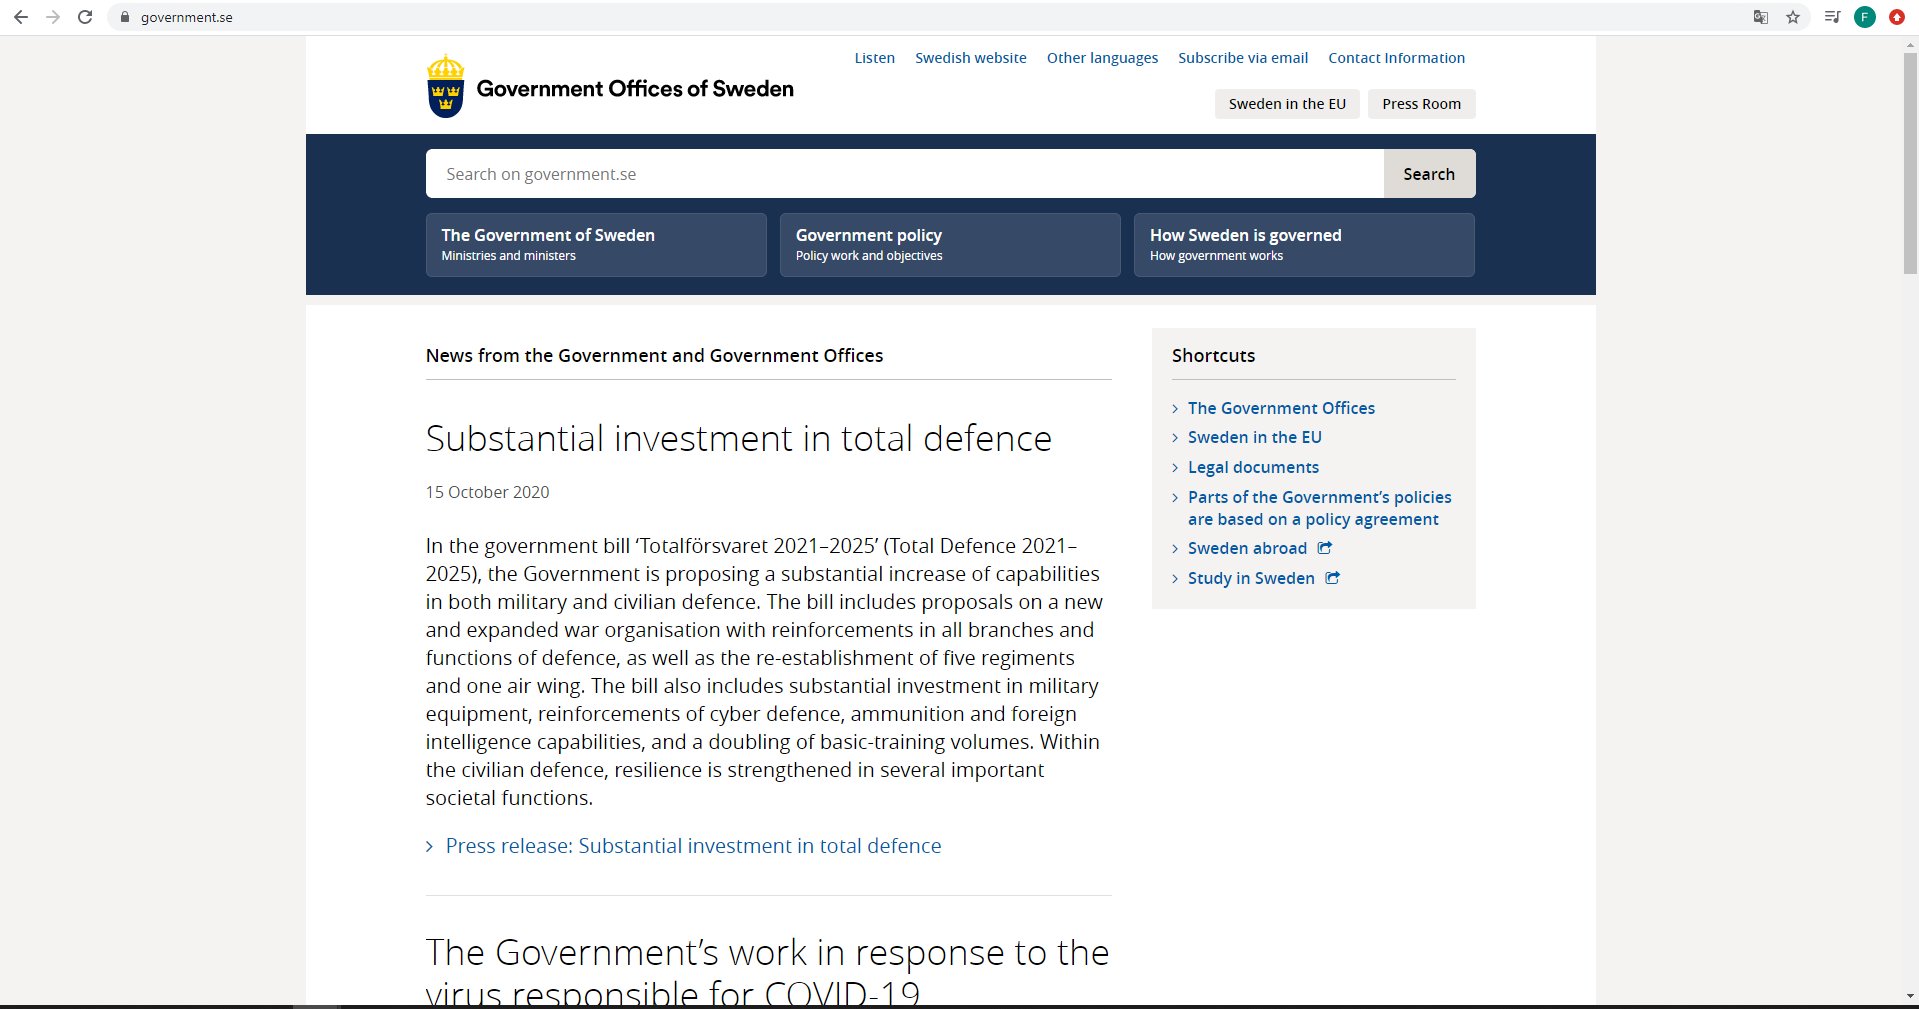 government.se
F
Listen
Swedish website
Other languages
Subscribe via email
Contact Information
Government Offices of Sweden
Sweden in the EU
Press Room
Search on government.se
Search
The Government of Sweden
Ministries and ministers
Government policy
Policy work and objectives
How Sweden is governed
How government works
News from the Government and Government Offices
Substantial investment in total defence
15 October 2020
In the government bill ‘Totalförsvaret 2021–2025’ (Total Defence 2021–
2025), the Government is proposing a substantial increase of capabilities
in both military and civilian defence. The bill includes proposals on a new
and expanded war organisation with reinforcements in all branches and
functions of defence, as well as the re-establishment of five regiments
and one air wing. The bill also includes substantial investment in military
equipment, reinforcements of cyber defence, ammunition and foreign
intelligence capabilities, and a doubling of basic-training volumes. Within
the civilian defence, resilience is strengthened in several important
societal functions.
Press release: Substantial investment in total defence
The Government’s work in response to the
virus responsible for COVID-19
Shortcuts
The Government Offices
Sweden in the EU
Legal documents
Parts of the Government’s policies
are based on a policy agreement
Sweden abroad
Study in Sweden